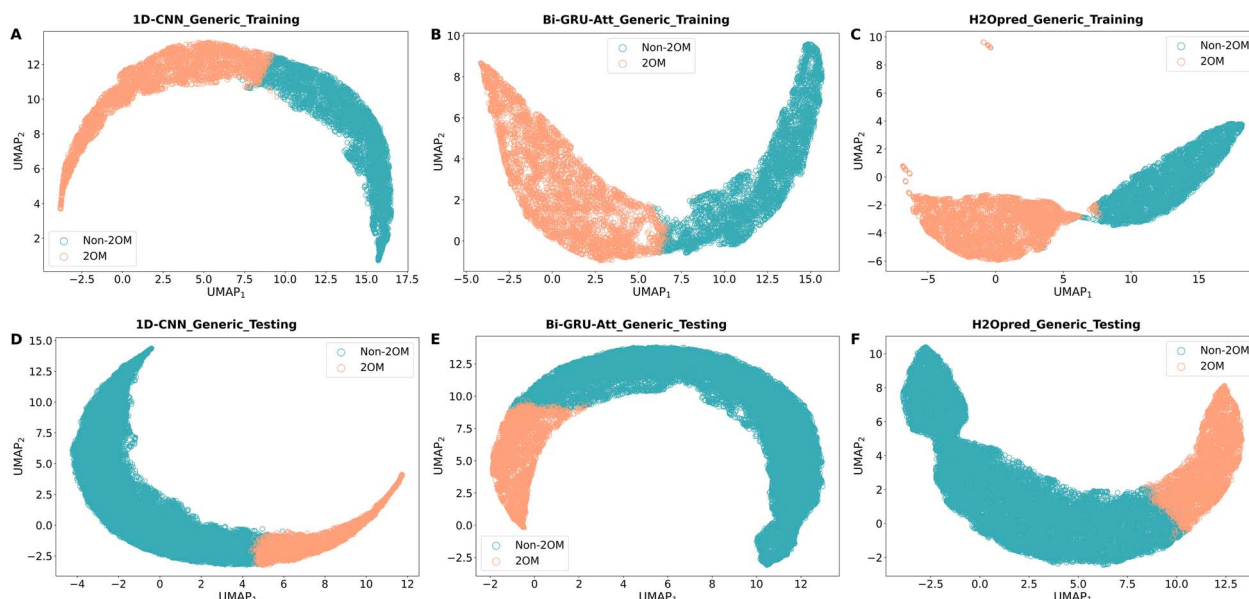 1D-CNN_Generic_Training
A
12
10
8
6
4
2
UMAP2
Non-2OM
2OM
−2.5 0.0 2.5 5.0 7.5 10.0 12.5 15.0 17.5
UMAP1
Bi-GRU-Att_Generic_Training
B
10
8
6
4
2
0
UMAP2
Non-2OM
2OM
−5.0 −2.5 0.0 2.5 5.0 7.5 10.0 12.5 15.0
UMAP1
H2Opred_Generic_Training
C
10
8
6
4
2
0
−2
−4
−6
UMAP2
Non-2OM
2OM
−5 0 5 10 15
UMAP1
1D-CNN_Generic_Testing
D
15.0
12.5
10.0
7.5
5.0
2.5
0.0
−2.5
UMAP2
Non-2OM
2OM
−4 −2 0 2 4 6 8 10 12
UMAP1
Bi-GRU-Att_Generic_Testing
E
12.5
10.0
7.5
5.0
2.5
0.0
−2.5
UMAP2
Non-2OM
2OM
−2 0 2 4 6 8 10 12
UMAP1
H2Opred_Generic_Testing
F
10
8
6
4
2
0
−2
UMAP2
Non-2OM
2OM
−2.5 0.0 2.5 5.0 7.5 10.0 12.5
UMAP1